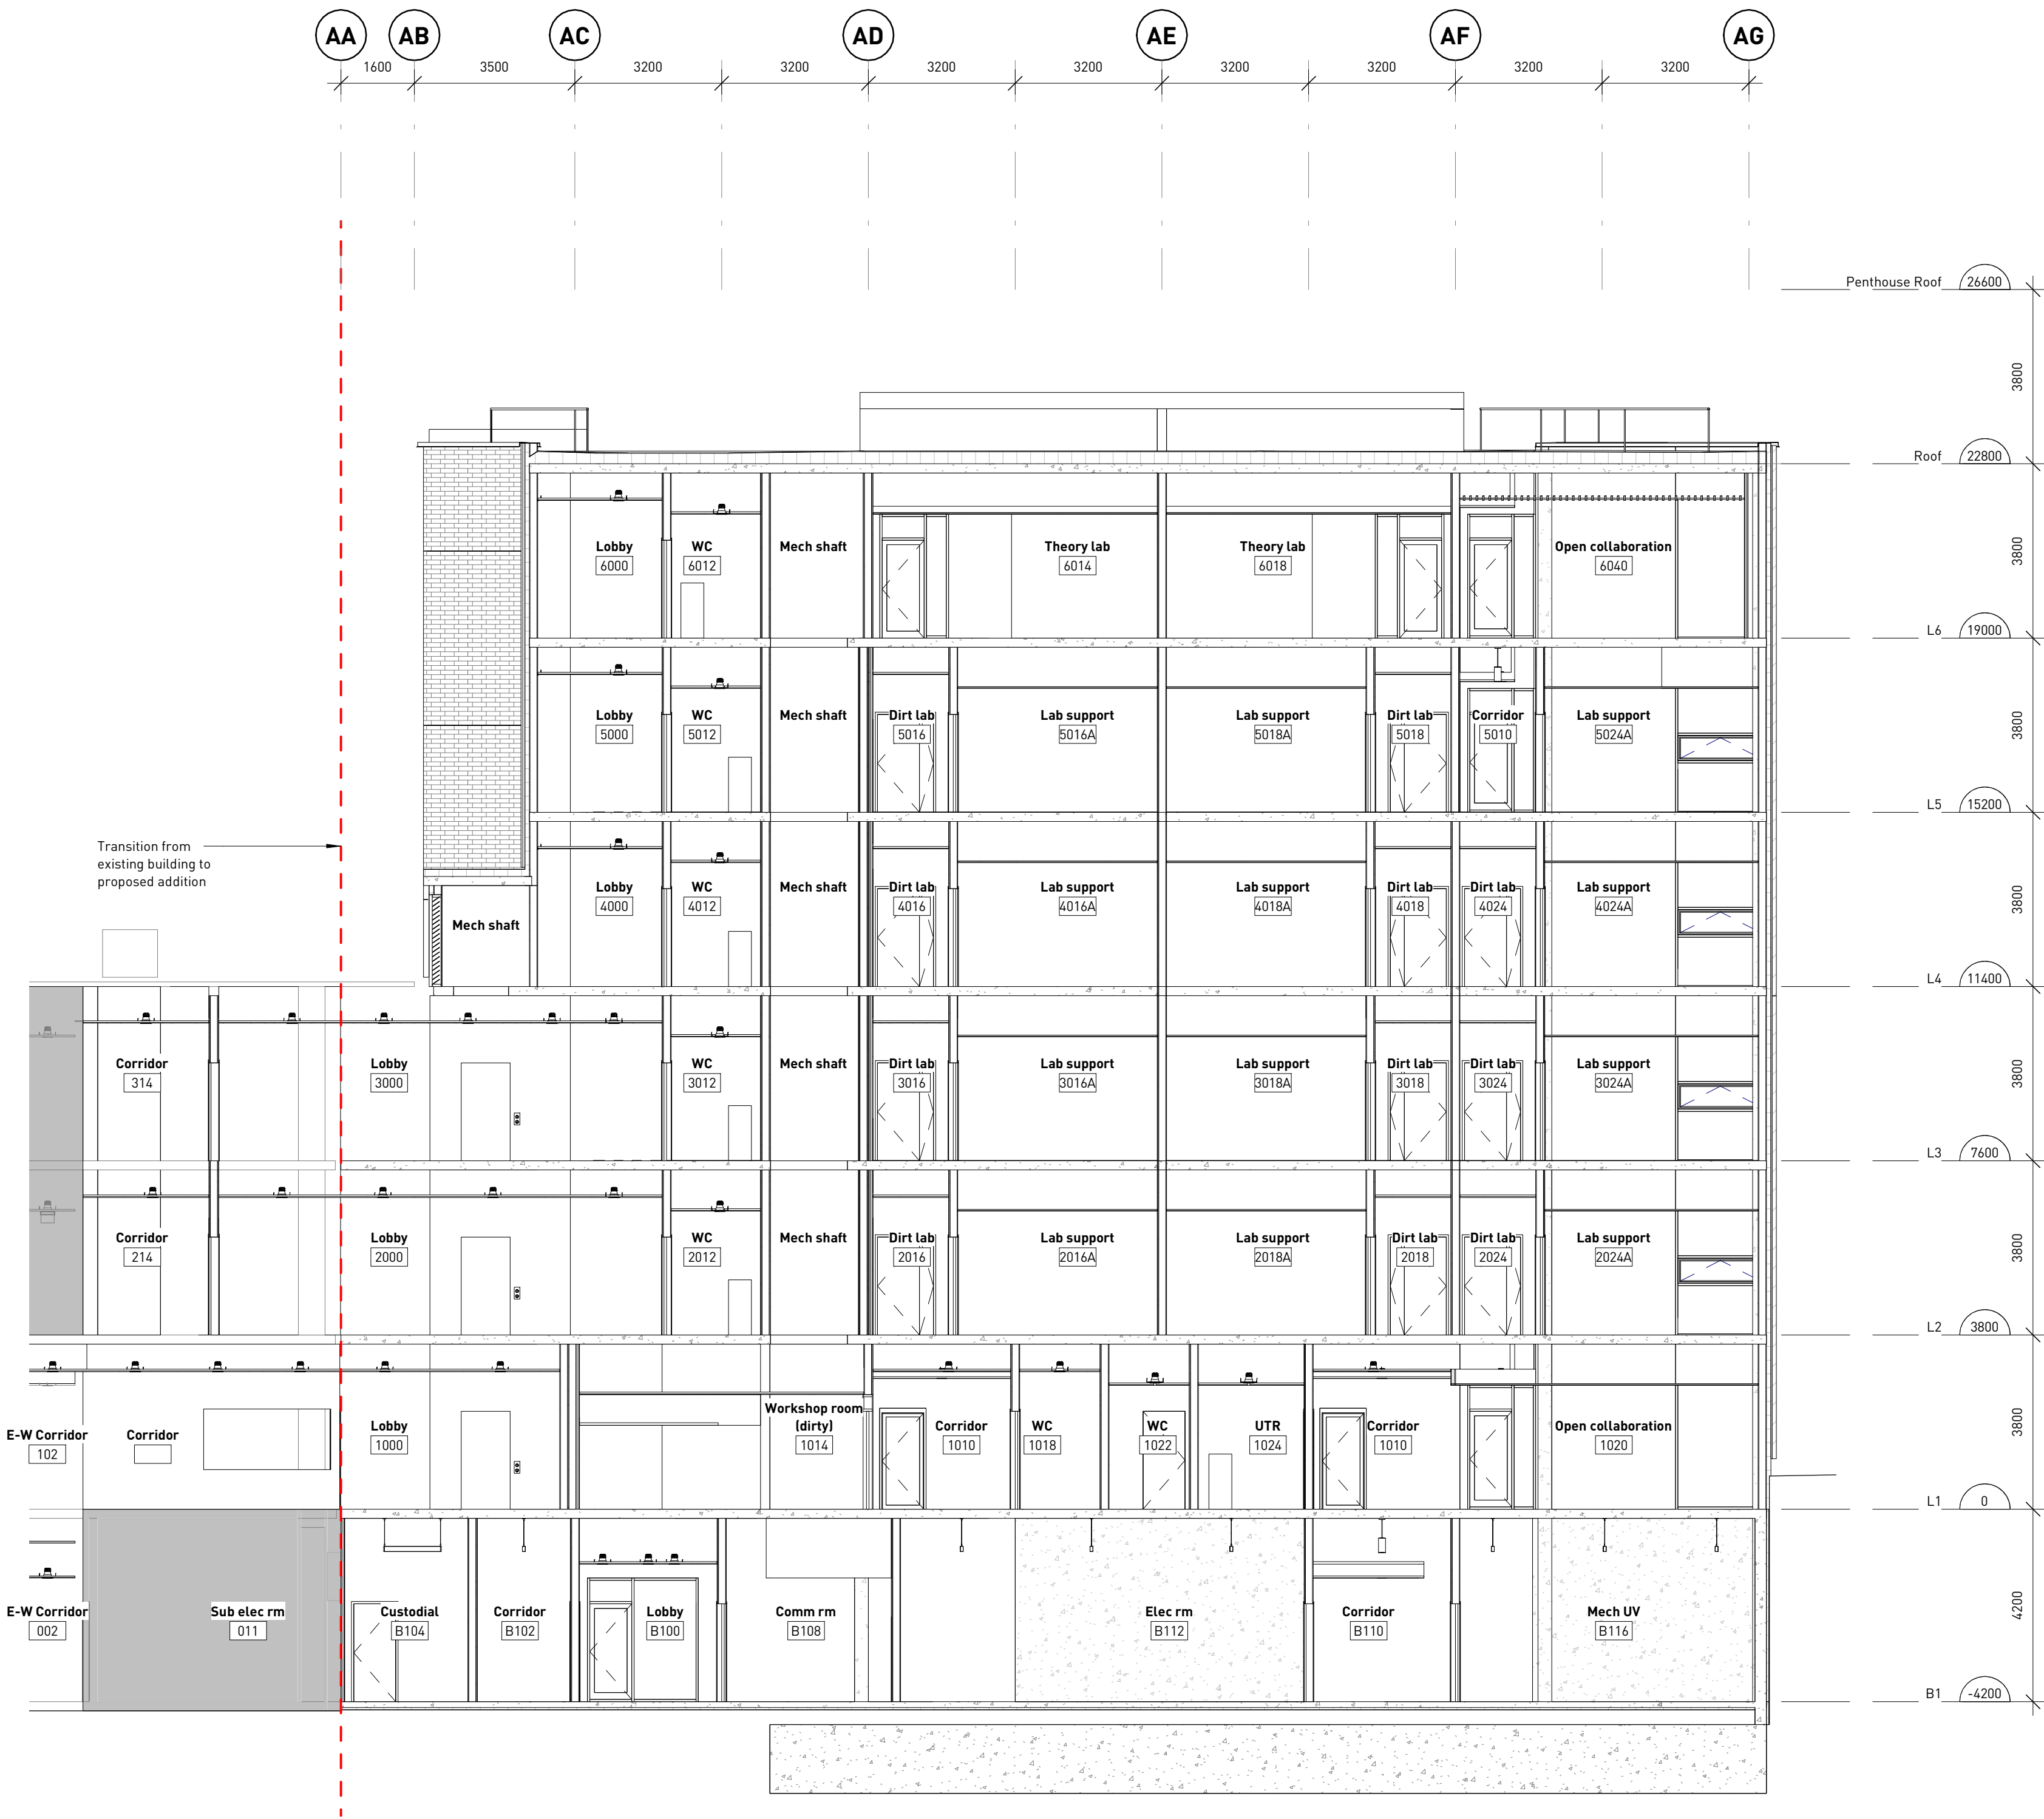 AA AB AC AD AE AF AG
1600 3500 3200 3200 3200 3200 3200 3200 3200 3200
Penthouse Roof 26600
3800
Roof 22800
Lobby WC Mech shaft Theory lab Theory lab Open collaboration
6000 6012 6014 6018 6040
3800
L6 19000
Lobby WC Mech shaft Dirt lab Lab support Lab support Dirt lab Corridor Lab support
5000 5012 5016 5016A 5018A 5018 5010 5024A
3800
L5 15200
Transition from
existing building to
proposed addition
Lobby WC Mech shaft Dirt lab Lab support Lab support Dirt lab Dirt lab Lab support
4000 4012 4016 4016A 4018A 4018 4024 4024A
3800
Mech shaft
L4 11400
Corridor Lobby WC Mech shaft Dirt lab Lab support Lab support Dirt lab Dirt lab Lab support
314 3000 3012 3016 3016A 3018A 3018 3024 3024A
3800
L3 7600
Corridor Lobby WC Mech shaft Dirt lab Lab support Lab support Dirt lab Dirt lab Lab support
214 2000 2012 2016 2016A 2018A 2018 2024 2024A
3800
L2 3800
Workshop room
(dirty)
E-W Corridor Corridor Lobby Corridor WC WC UTR Corridor Open collaboration
102 1000 1014 1010 1018 1022 1024 1010 1020
3800
L1 0
E-W Corridor Sub elec rm Custodial Corridor Lobby Comm rm Elec rm Corridor Mech UV
002 011 B104 B102 B100 B108 B112 B110 B116
4200
B1 -4200